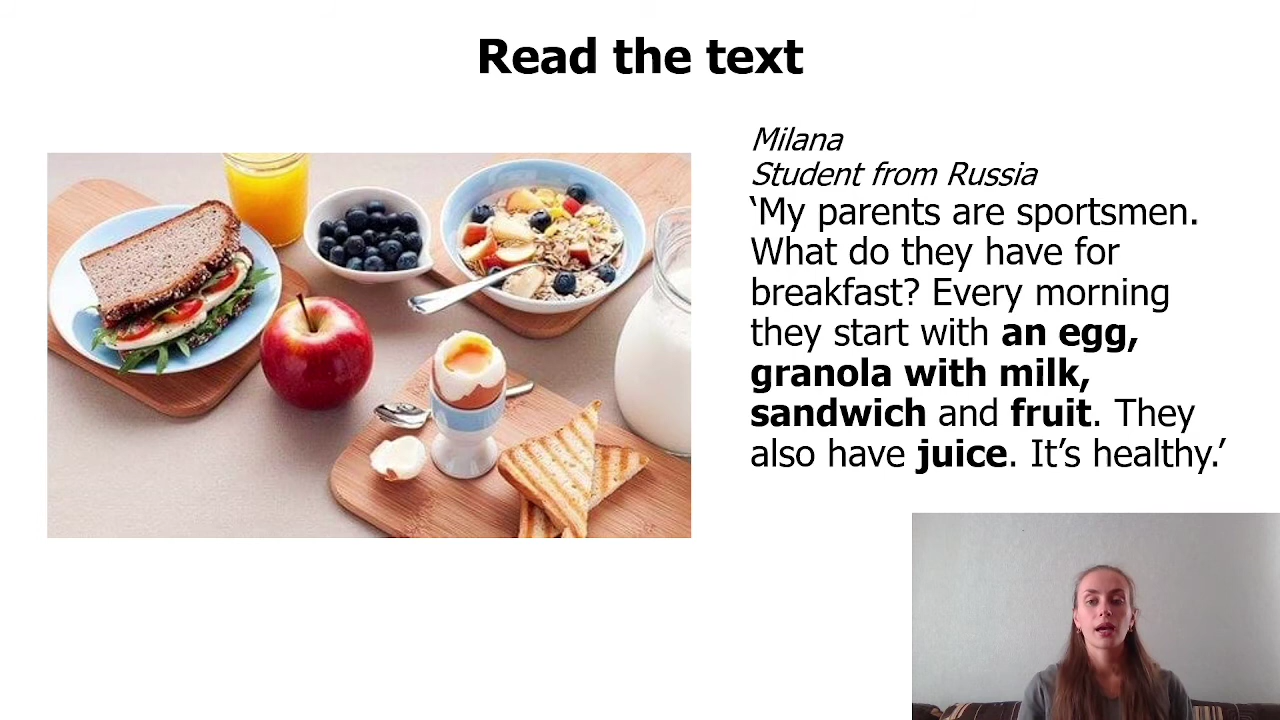 Read the text
Milana
Student from Russia
‘My parents are sportsmen.
What do they have for
breakfast? Every morning
they start with an egg,
granola with milk,
sandwich and fruit. They
also have juice. It’s healthy.’